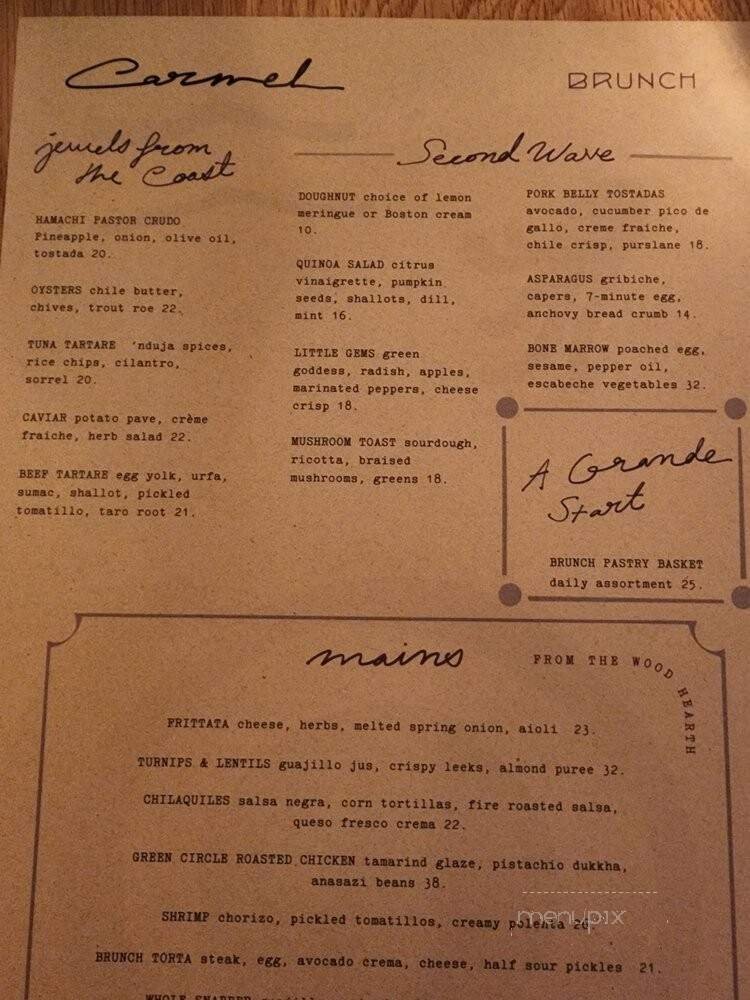 Carmel
BRUNCH
jewels from
the Coast
HAMACHI PASTOR CRUDO
Pineapple, onion, olive oil,
tostada 20.
OYSTERS chile butter,
chives, trout roe 22.
TUNA TARTARE 'nduja spices,
rice chips, cilantro,
sorrel 20.
CAVIAR potato pave, crème
fraiche, herb salad 22.
BEEF TARTARE egg yolk, urfa,
sumac, shallot, pickled
tomatillo, taro root 21.
Second Wave
DOUGHNUT choice of lemon
meringue or Boston cream
10.
QUINOA SALAD citrus
vinaigrette, pumpkin
seeds, shallots, dill,
mint 16.
LITTLE GEMS green
goddess, radish, apples,
marinated peppers, cheese
crisp 18.
MUSHROOM TOAST sourdough,
ricotta, braised
mushrooms, greens 18.
PORK BELLY TOSTADAS
avocado, cucumber pico de
gallo, creme fraiche,
chile crisp, purslane 18.
ASPARAGUS gribiche,
capers, 7-minute egg,
anchovy bread crumb 14.
BONE MARROW poached egg,
sesame, pepper oil,
escabeche vegetables 32.
A Grande
Start
BRUNCH PASTRY BASKET
daily assortment 25.
mains
FROM THE WOOD HEARTH
FRITTATA cheese, herbs, melted spring onion, aioli 23.
TURNIPS & LENTILS guajillo jus, crispy leeks, almond puree 32.
CHILAQUILES salsa negra, corn tortillas, fire roasted salsa,
queso fresco crema 22.
GREEN CIRCLE ROASTED CHICKEN tamarind glaze, pistachio dukkha,
anasazi beans 38.
SHRIMP chorizo, pickled tomatillos, creamy polenta
menupix
BRUNCH TORTA steak, egg, avocado crema, cheese, half sour pickles 21.
WHOLE SNAPPER